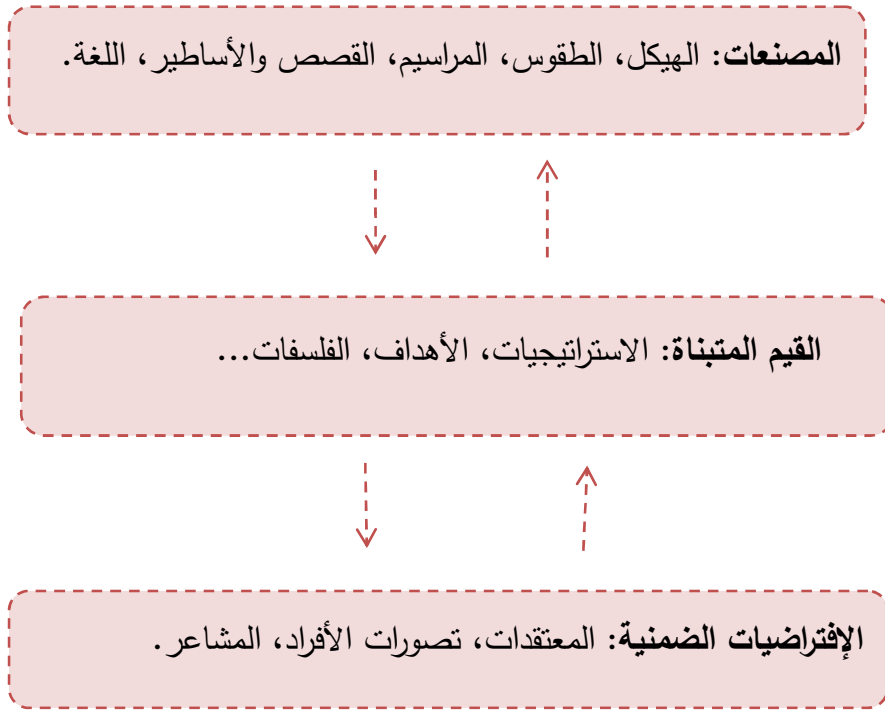 المصنعات: الهيكل، الطقوس، المراسيم، القصص والأساطير، اللغة.
القيم المتبناة: الاستراتيجيات، الأهداف، الفلسفات...
الإفتراضيات الضمنية: المعتقدات، تصورات الأفراد، المشاعر.